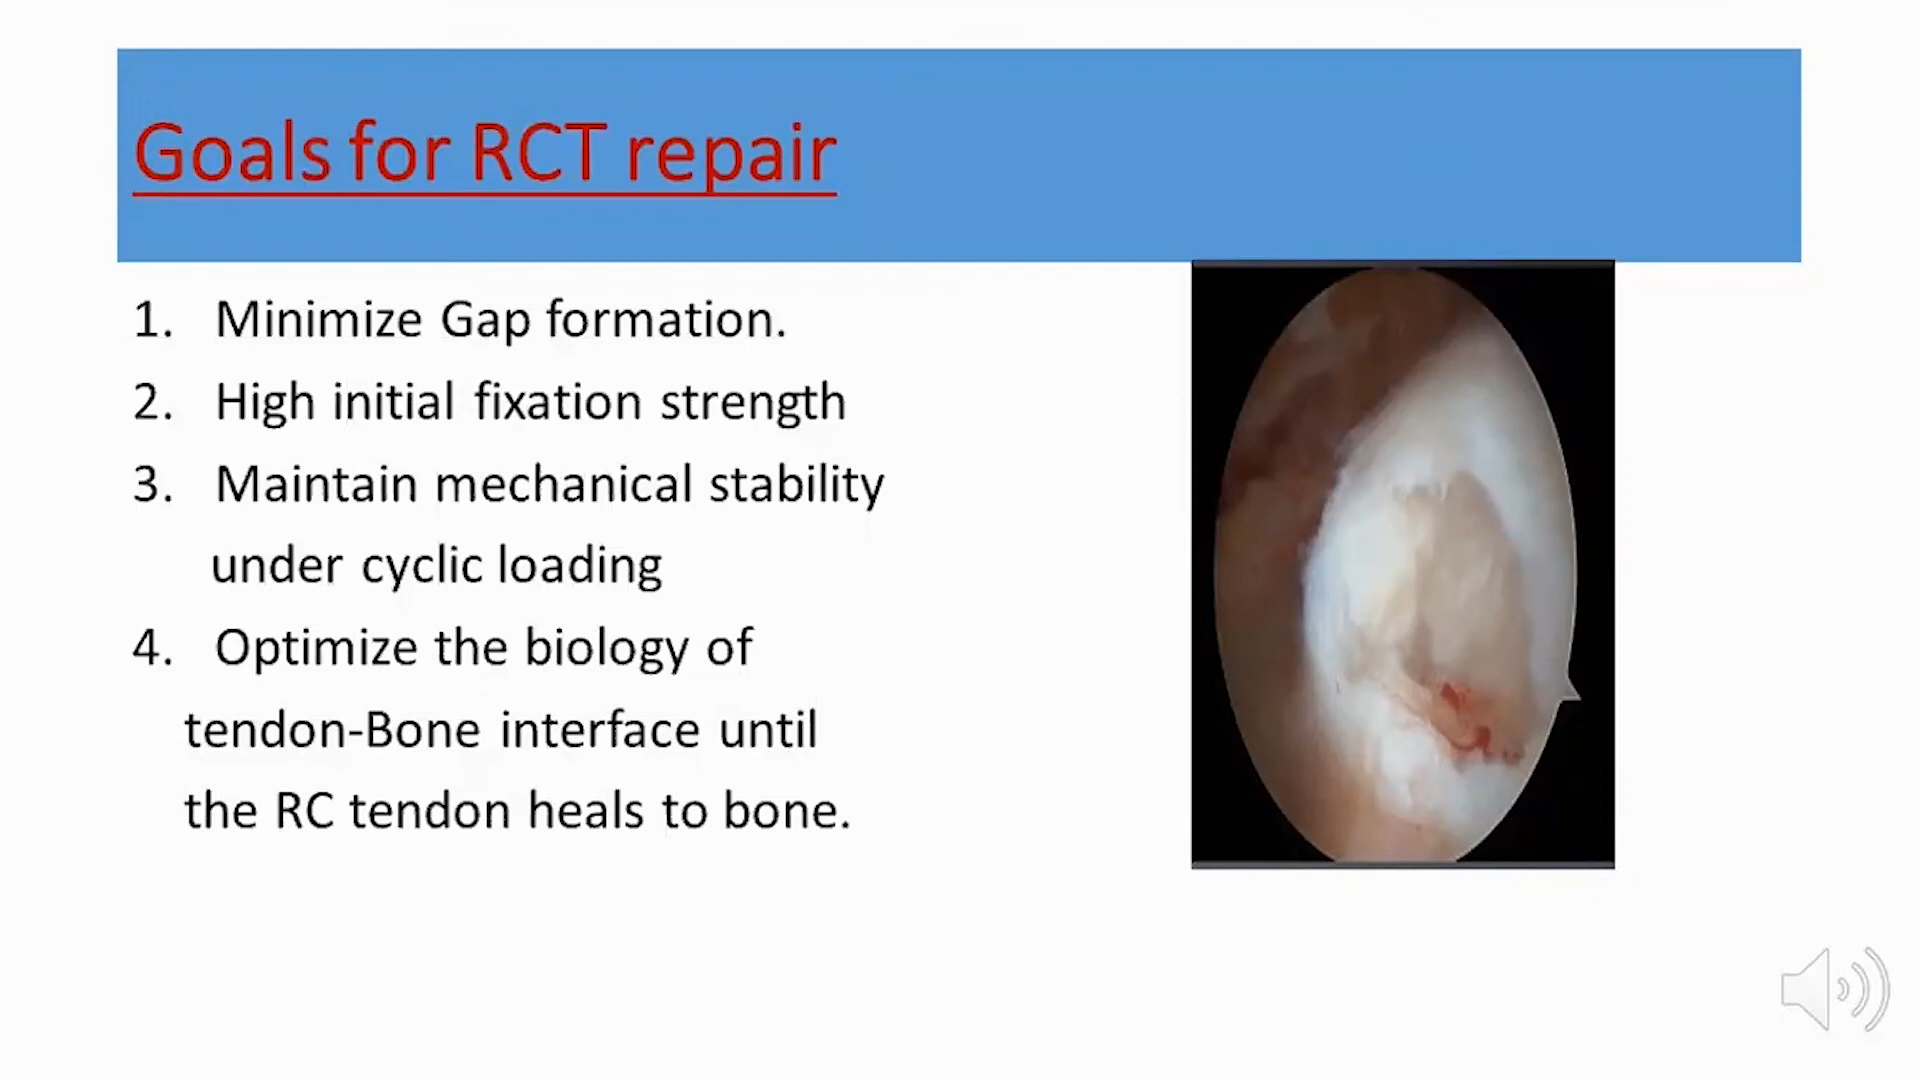 Goals for RCT repair
1. Minimize Gap formation.
2. High initial fixation strength
3. Maintain mechanical stability
under cyclic loading
4. Optimize the biology of
tendon-Bone interface until
the RC tendon heals to bone.